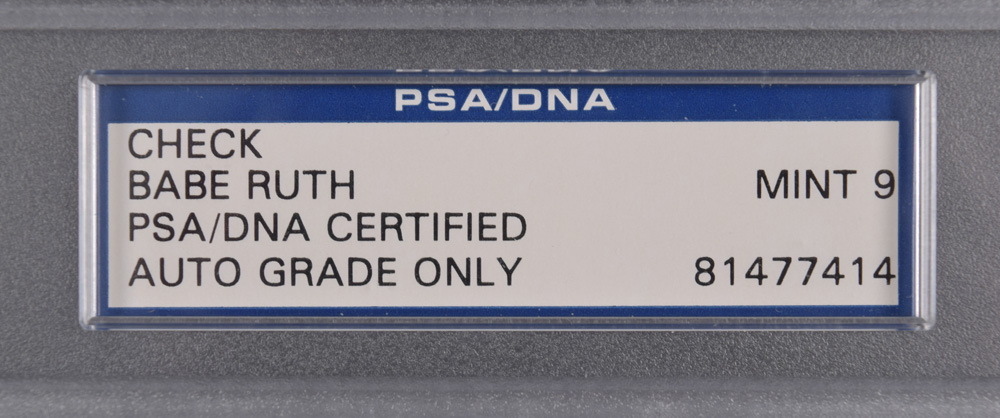 PSA/DNA
CHECK
BABE RUTH MINT 9
PSA/DNA CERTIFIED
AUTO GRADE ONLY 81477414